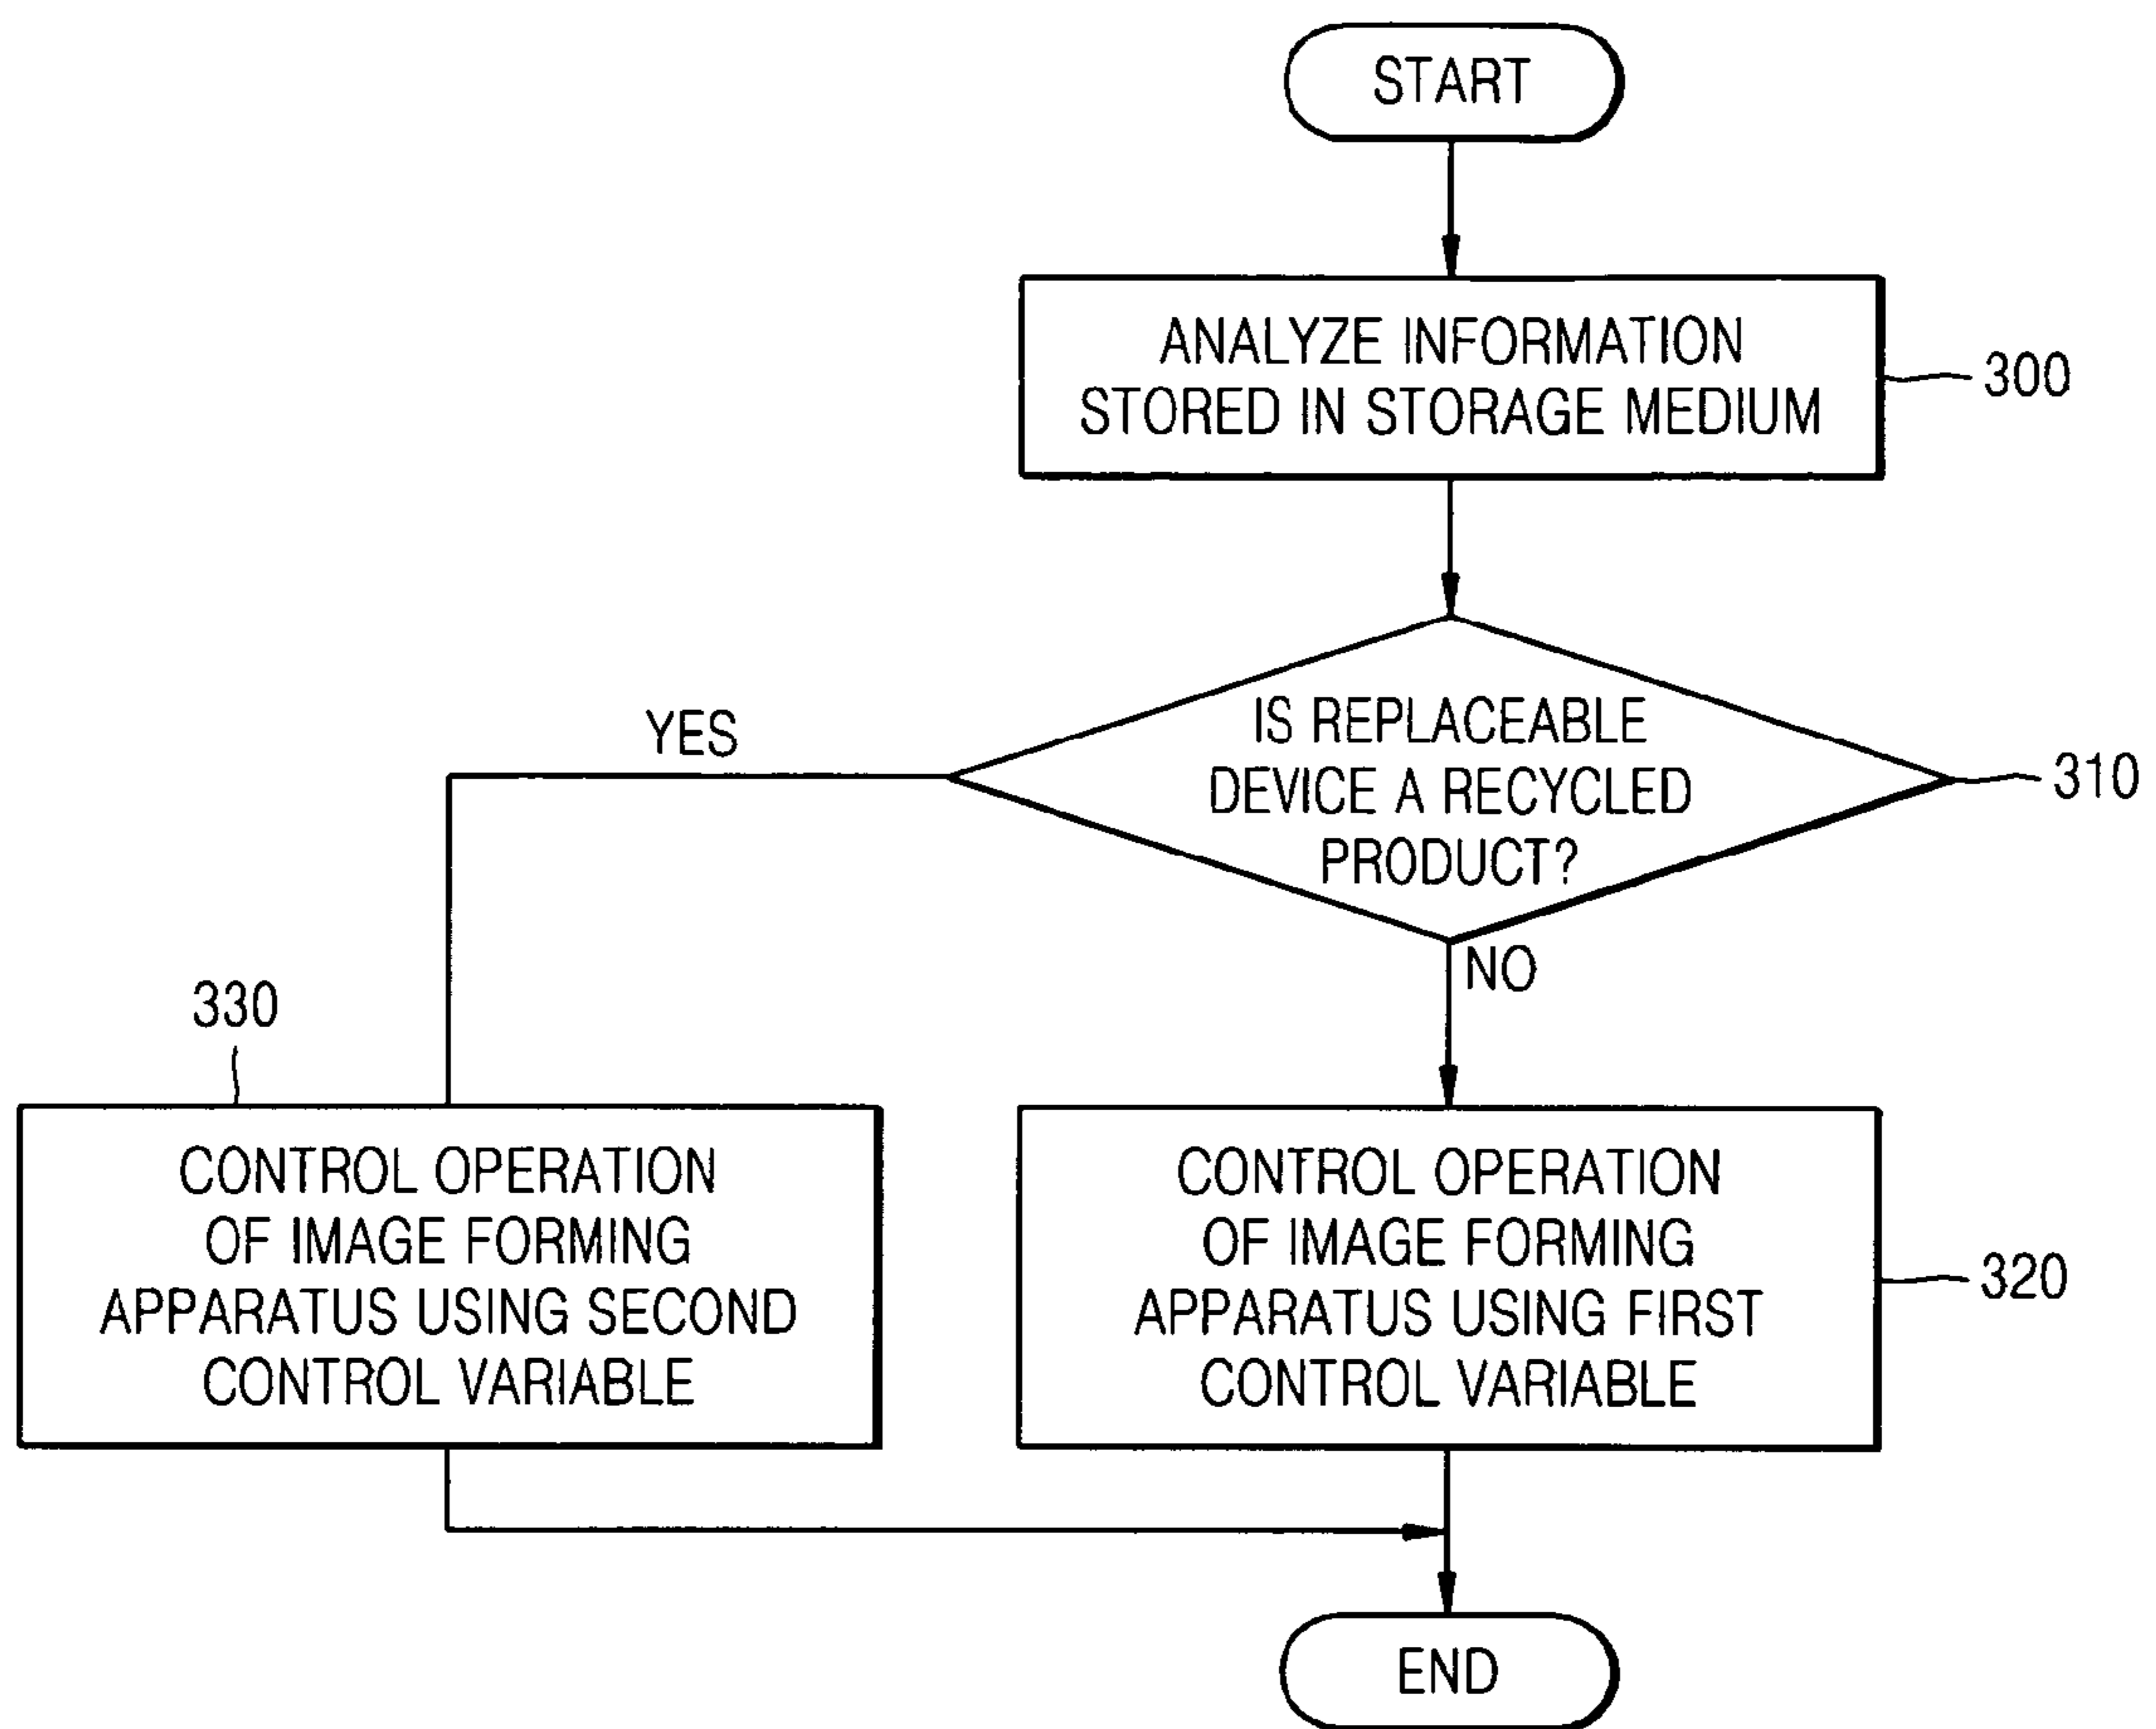 START
ANALYZE INFORMATION
STORED IN STORAGE MEDIUM
300
IS REPLACEABLE
DEVICE A RECYCLED
PRODUCT?
310
YES
NO
330
CONTROL OPERATION
OF IMAGE FORMING
APPARATUS USING SECOND
CONTROL VARIABLE
CONTROL OPERATION
OF IMAGE FORMING
APPARATUS USING FIRST
CONTROL VARIABLE
320
END